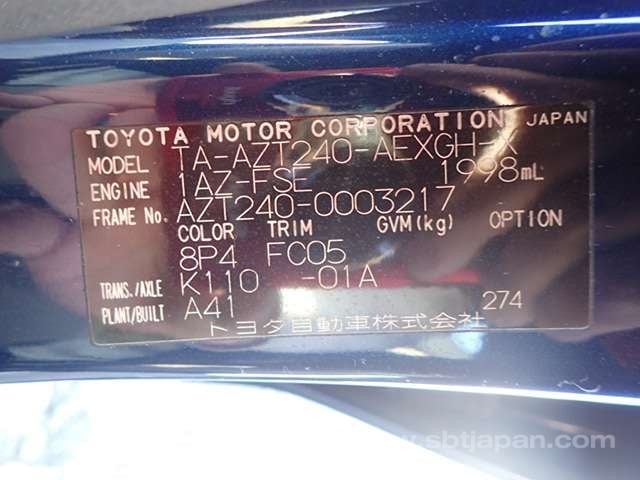 TOYOTA MOTOR CORPORATION JAPAN
MODEL TA-AZT240-AEXGH-X
ENGINE 1AZ-FSE 1998mL
FRAME No. AZT240-0003217
COLOR TRIM GVM(kg) OPTION
8P4 FC05
TRANS./AXLE K110 -01A
PLANT/BUILT A41 274
トヨタ自動車株式会社
www.sbtjapan.com